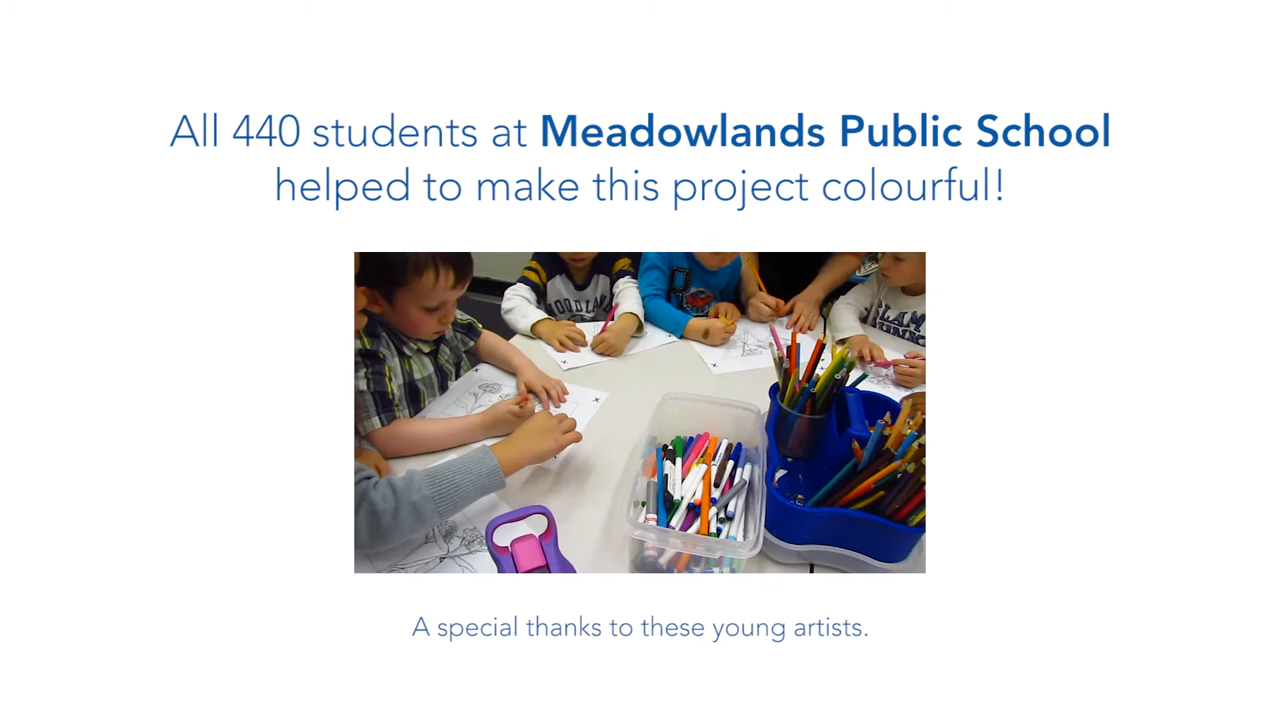 All 440 students at Meadowlands Public School
helped to make this project colourful!
A special thanks to these young artists.